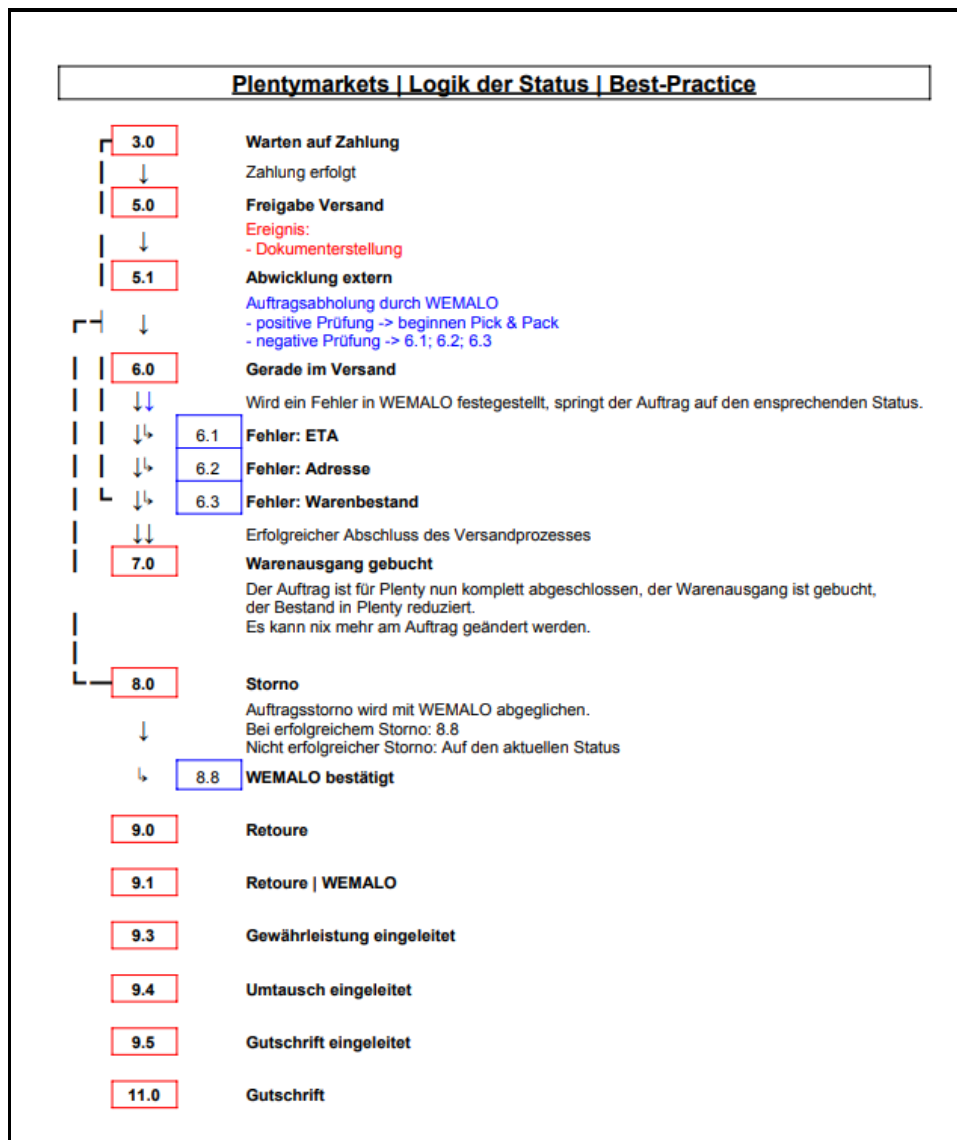 Plentymarkets | Logik der Status | Best-Practice
3.0 Warten auf Zahlung
↓ Zahlung erfolgt
5.0 Freigabe Versand
Ereignis:
↓ - Dokumenterstellung
5.1 Abwicklung extern
Auftragsabholung durch WEMALO
↓ - positive Prüfung -> beginnen Pick & Pack
- negative Prüfung -> 6.1; 6.2; 6.3
6.0 Gerade im Versand
↓↓ Wird ein Fehler in WEMALO festegestellt, springt der Auftrag auf den ensprechenden Status.
↓↳ 6.1 Fehler: ETA
↓↳ 6.2 Fehler: Adresse
↓↳ 6.3 Fehler: Warenbestand
↓↓ Erfolgreicher Abschluss des Versandprozesses
7.0 Warenausgang gebucht
Der Auftrag ist für Plenty nun komplett abgeschlossen, der Warenausgang ist gebucht,
der Bestand in Plenty reduziert.
Es kann nix mehr am Auftrag geändert werden.
8.0 Storno
Auftragsstorno wird mit WEMALO abgeglichen.
↓ Bei erfolgreichem Storno: 8.8
Nicht erfolgreicher Storno: Auf den aktuellen Status
↳ 8.8 WEMALO bestätigt
9.0 Retoure
9.1 Retoure | WEMALO
9.3 Gewährleistung eingeleitet
9.4 Umtausch eingeleitet
9.5 Gutschrift eingeleitet
11.0 Gutschrift